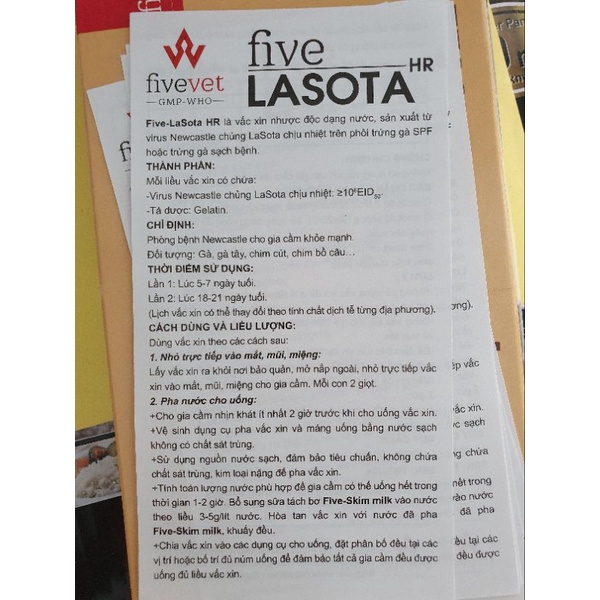 fivevet
GMP-WHO
five
LASOTA HR
Five-LaSota HR là vắc xin nhược độc dạng nước, sản xuất từ
virus Newcastle chủng LaSota chịu nhiệt trên phôi trứng gà SPF
hoặc trứng gà sạch bệnh.
THÀNH PHẦN:
Mỗi liều vắc xin có chứa:
-Virus Newcastle chủng LaSota chịu nhiệt: ≥10⁶EID₅₀.
-Tá dược: Gelatin.
CHỈ ĐỊNH:
Phòng bệnh Newcastle cho gia cầm khỏe mạnh.
Đối tượng: Gà, gà tây, chim cút, chim bồ câu…
THỜI ĐIỂM SỬ DỤNG:
Lần 1: Lúc 5-7 ngày tuổi.
Lần 2: Lúc 18-21 ngày tuổi.
(Lịch vắc xin có thể thay đổi theo tính chất dịch tễ từng địa phương).
CÁCH DÙNG VÀ LIỀU LƯỢNG:
Dùng vắc xin theo các cách sau:
1. Nhỏ trực tiếp vào mắt, mũi, miệng:
Lấy vắc xin ra khỏi nơi bảo quản, mở nắp ngoài, nhỏ trực tiếp vắc
xin vào mắt, mũi, miệng cho gia cầm. Mỗi con 2 giọt.
2. Pha nước cho uống:
+Cho gia cầm nhịn khát ít nhất 2 giờ trước khi cho uống vắc xin.
+Vệ sinh dụng cụ pha vắc xin và máng uống bằng nước sạch
không có chất sát trùng.
+Sử dụng nguồn nước sạch, đảm bảo tiêu chuẩn, không chứa
chất sát trùng, kim loại nặng để pha vắc xin.
+Tính toán lượng nước phù hợp để gia cầm có thể uống hết trong
thời gian 1-2 giờ. Bổ sung sữa tách bơ Five-Skim milk vào nước
theo liều 3-5g/lít nước. Hòa tan vắc xin với nước đã pha
Five-Skim milk, khuấy đều.
+Chia vắc xin vào các dụng cụ cho uống, đặt phân bố đều tại các
vị trí hoặc bố trí đủ núm uống để đảm bảo tất cả gia cầm đều được
uống đủ liều vắc xin.